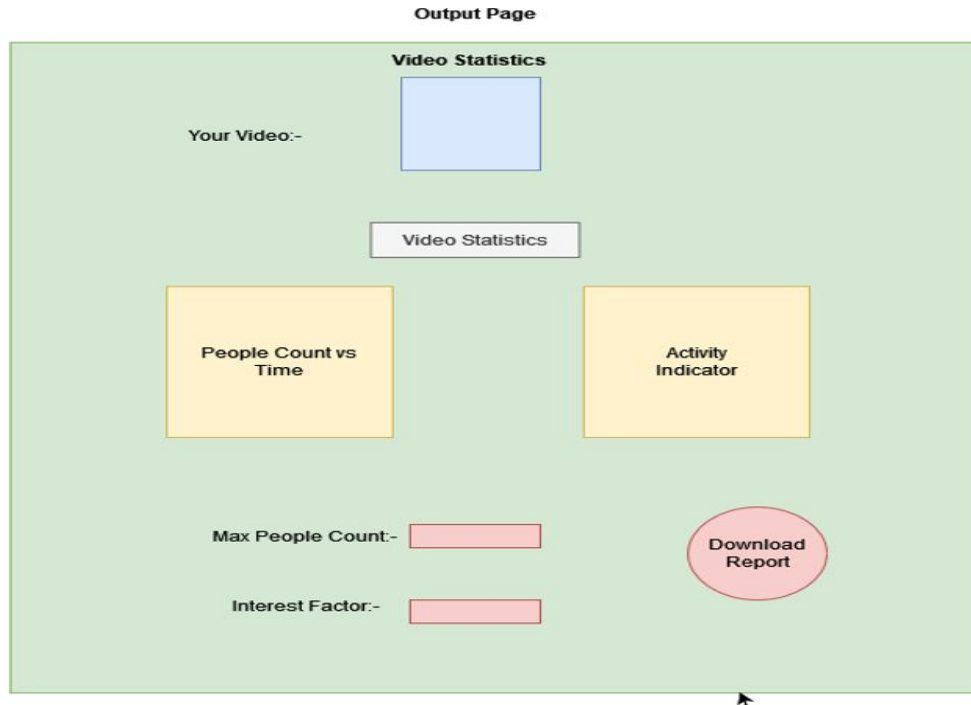 Output Page
Video Statistics
Your Video:-
Video Statistics
People Count vs
Time
Activity
Indicator
Max People Count:-
Download
Report
Interest Factor:-